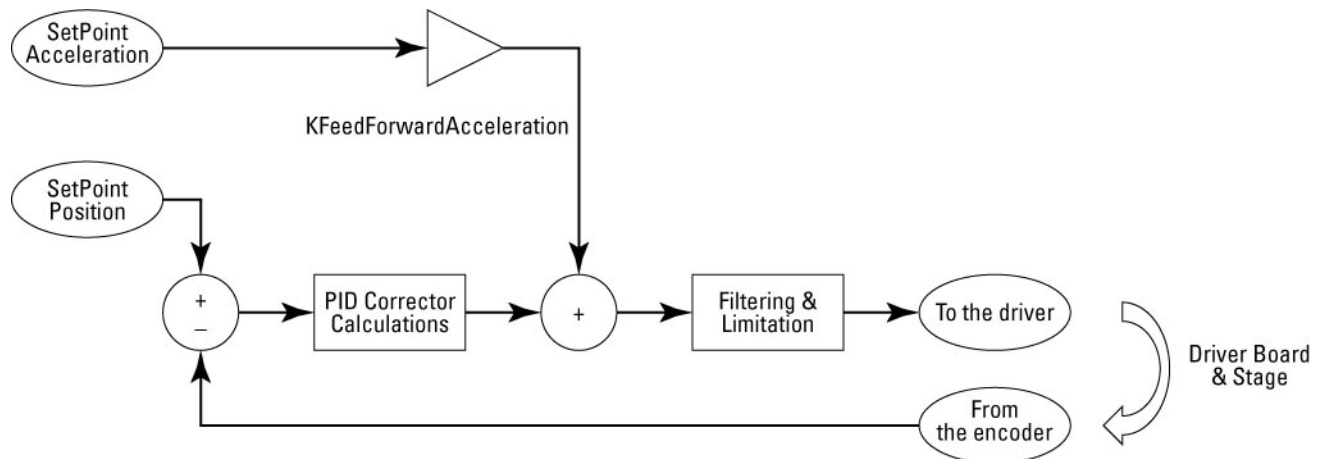 SetPoint
Acceleration
KFeedForwardAcceleration
SetPoint
Position
+
–
PID Corrector
Calculations
+
Filtering &
Limitation
To the driver
Driver Board
& Stage
From
the encoder